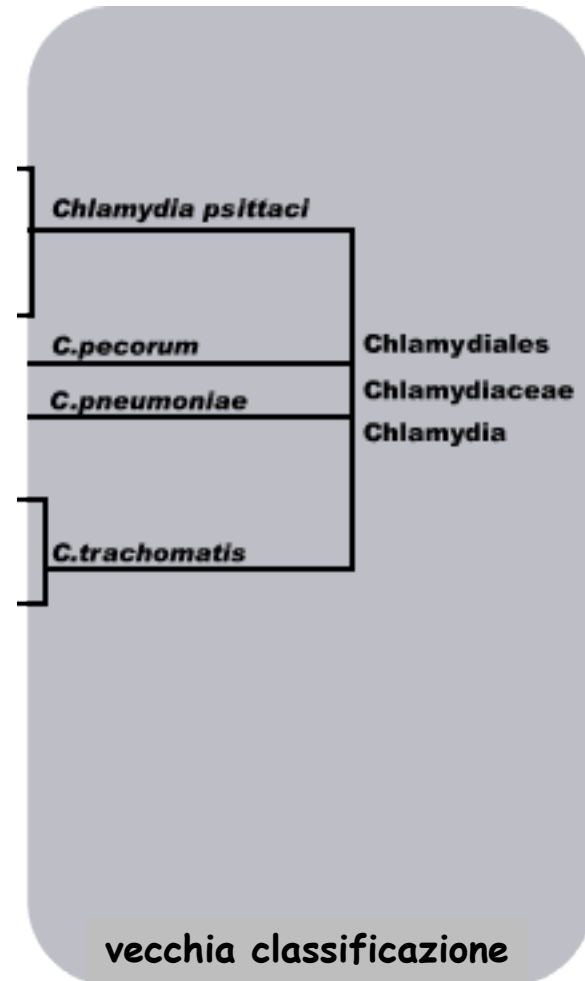 Chlamydia psittaci
C.pecorum
Chlamydiales
C.pneumoniae
Chlamydiaceae
Chlamydia
C.trachomatis
vecchia classificazione